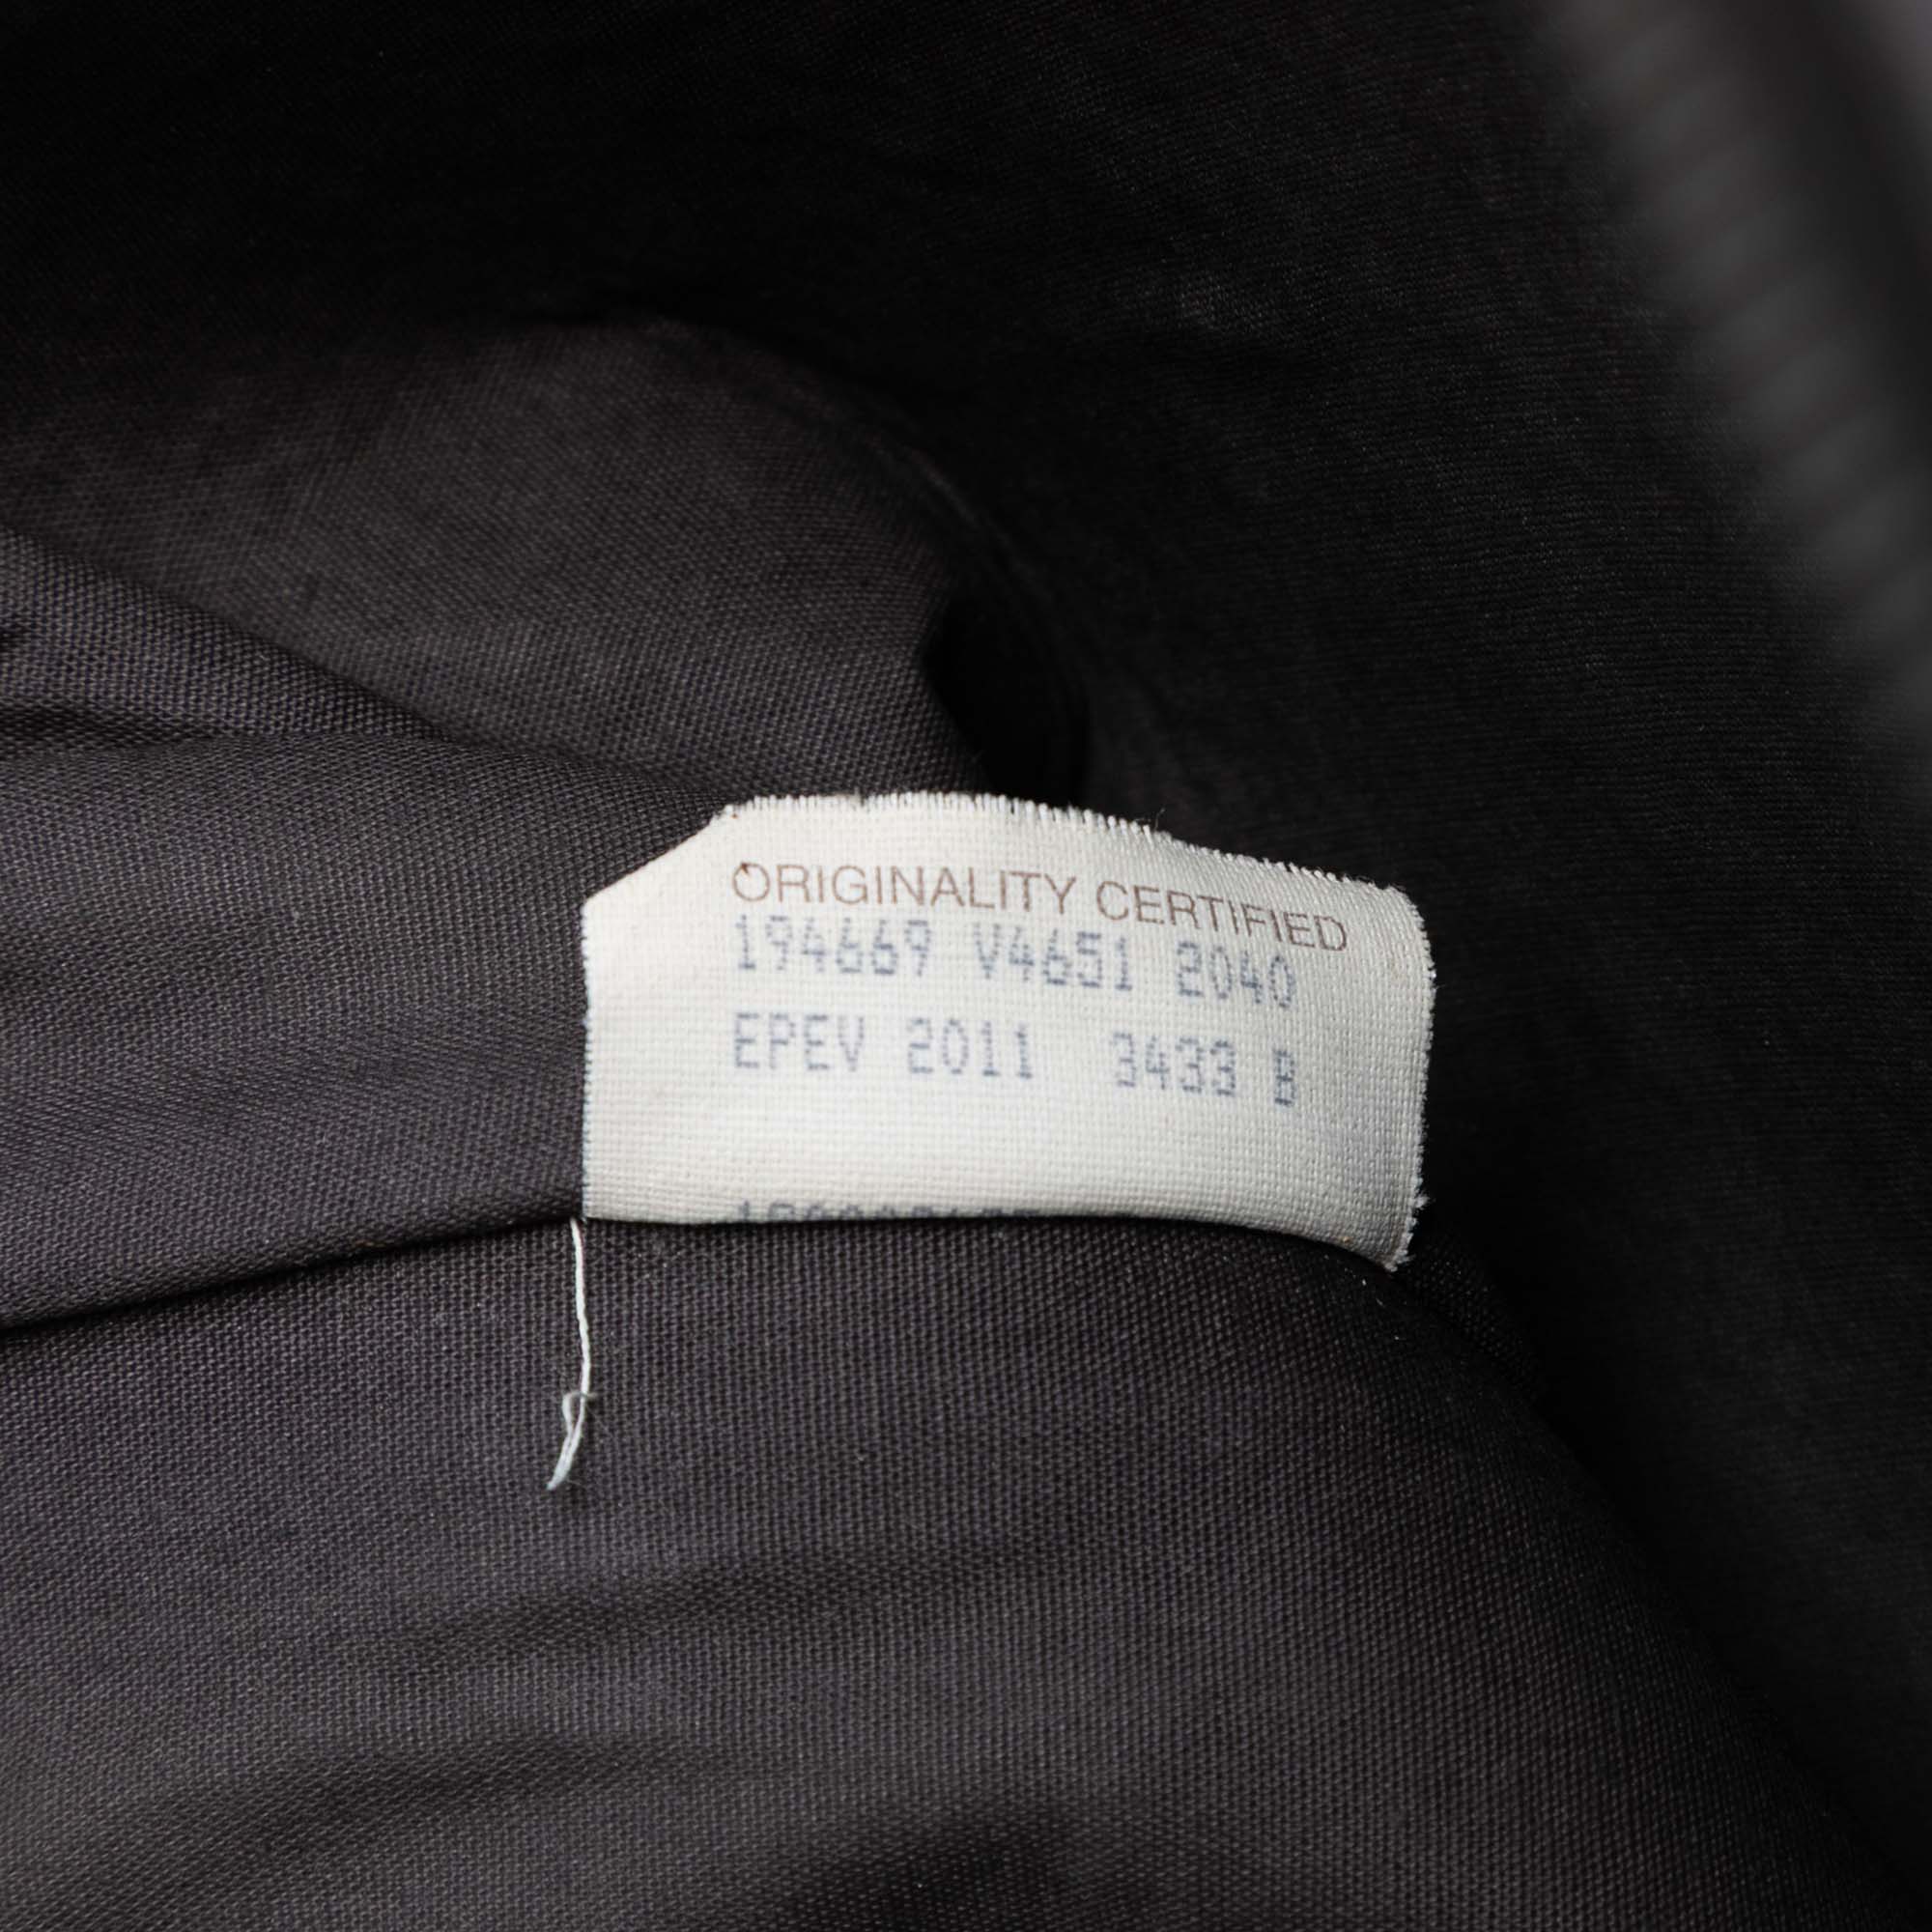 ORIGINALITY CERTIFIED
194669 V4651 2040
EPEV 2011 3433 B